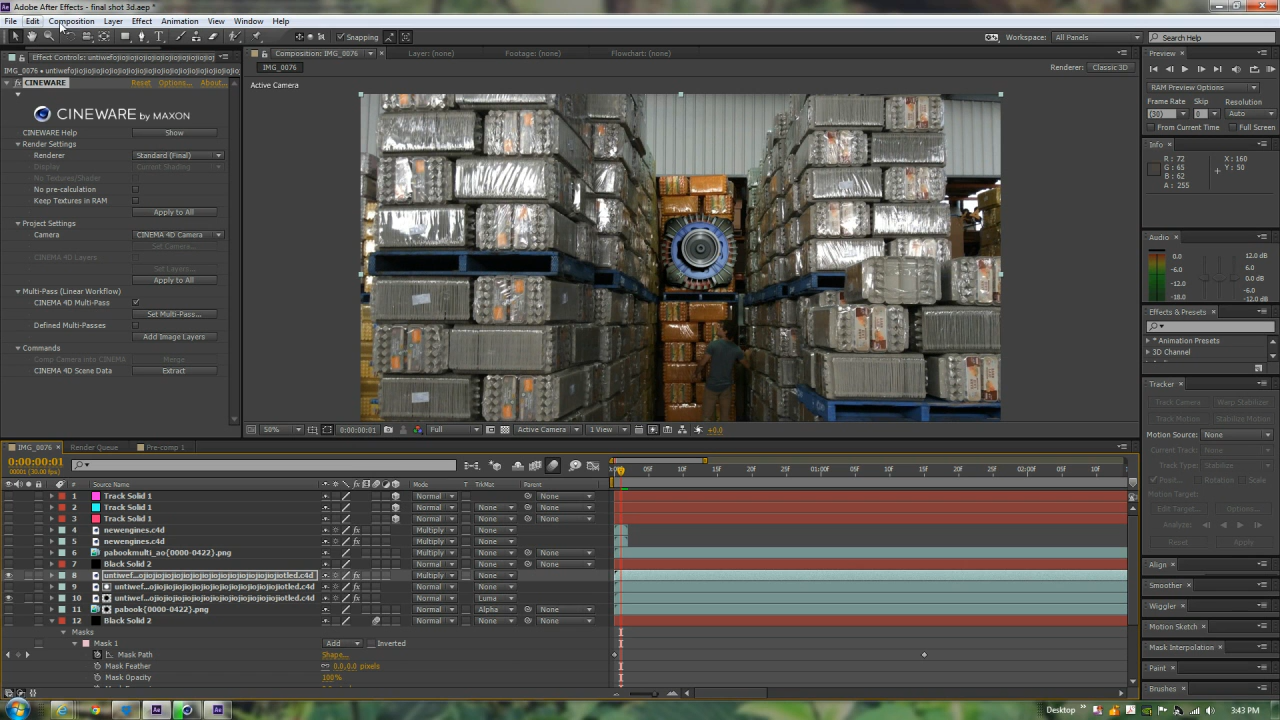 Adobe After Effects - final shot 3d.aep *
File Edit Composition Layer Effect Animation View Window Help
Snapping
Workspace: All Panels
Search Help
Effect Controls: untiwefojiojiojiojiojiojiojiojiojiojioj
Composition: IMG_0076
Layer: (none)
Footage: (none)
Flowchart: (none)
Preview
IMG_0076
Renderer: Classic 3D
CINEWARE Reset Options... About...
Active Camera
CINEWARE by MAXON
RAM Preview Options
Frame Rate Skip Resolution
(30) 0 Auto
From Current Time Full Screen
CINEWARE Help Show
Render Settings
Renderer Standard (Final)
Display Current Shading
No Textures/Shader
No pre-calculation
Keep Textures in RAM
Apply to All
Info
R : 72
G : 65
B : 62
A : 255
X : 160
Y : 50
Project Settings
Camera CINEMA 4D Camera
Set Camera...
CINEMA 4D Layers
Set Layers...
Apply to All
Audio
0.0 12.0 dB
-6.0 6.0 dB
-12.0 -6.0
-18.0 -12.0 dB
Multi-Pass (Linear Workflow)
CINEMA 4D Multi-Pass
Set Multi-Pass...
Defined Multi-Passes
Add Image Layers
Commands
Comp Camera into CINEMA Merge
CINEMA 4D Scene Data Extract
Effects & Presets
* Animation Presets
3D Channel
Tracker
Track Camera Warp Stabilizer
Track Motion Stabilize Motion
Motion Source: None
Current Track: None
Track Type: Stabilize
Rotation Scale
Motion Target:
Edit Target... Options...
Analyze:
Reset Apply
50% 0:00:00:01 Full Active Camera 1 View +0.0
IMG_0076 Render Queue Pre-comp 1
0:00:00:01
00001 (30.00 fps)
05F 10F 15F 20F 25F 01:00F 05F 10F 15F 20F 25F 02:00F 05F 10F
# Source Name Mode T TrkMat Parent
1 Track Solid 1 Normal None
2 Track Solid 1 Normal None None
3 Track Solid 1 Normal None None
4 newengines.c4d Multiply None None
5 newengines.c4d Multiply None None
6 pabookmulti_ao{0000-0422}.png Multiply None None
7 Black Solid 2 Normal None None
8 untiwef...ojiojiojiojiojiojiojiojiojiojiojiojiojiotled.c4d Multiply None
9 untiwef...ojiojiojiojiojiojiojiojiojiojiojiojiojiotled.c4d Normal None
10 untiwef...ojiojiojiojiojiojiojiojiojiojiojiojiojiotled.c4d Multiply Luma
11 pabook{0000-0422}.png Normal Alpha None
12 Black Solid 2 Normal None None
Masks
Mask 1 Add Inverted
Mask Path Shape...
Mask Feather 0.0,0.0 pixels
Mask Opacity 100%
Align
Smoother
Wiggler
Motion Sketch
Mask Interpolation
Paint
Brushes
Desktop
3:43 PM